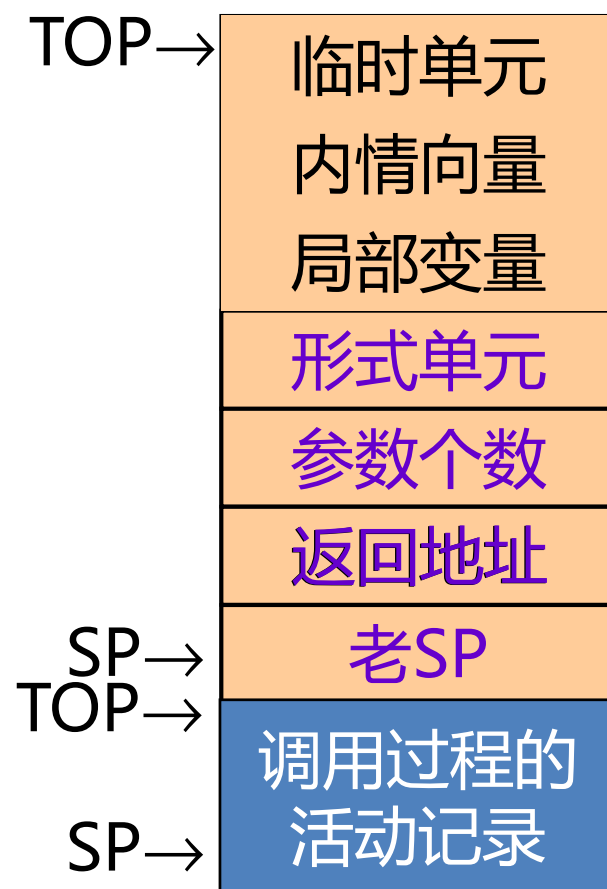 TOP→
临时单元
内情向量
局部变量
形式单元
参数个数
返回地址
SP→
老SP
TOP→
调用过程的
活动记录
SP→